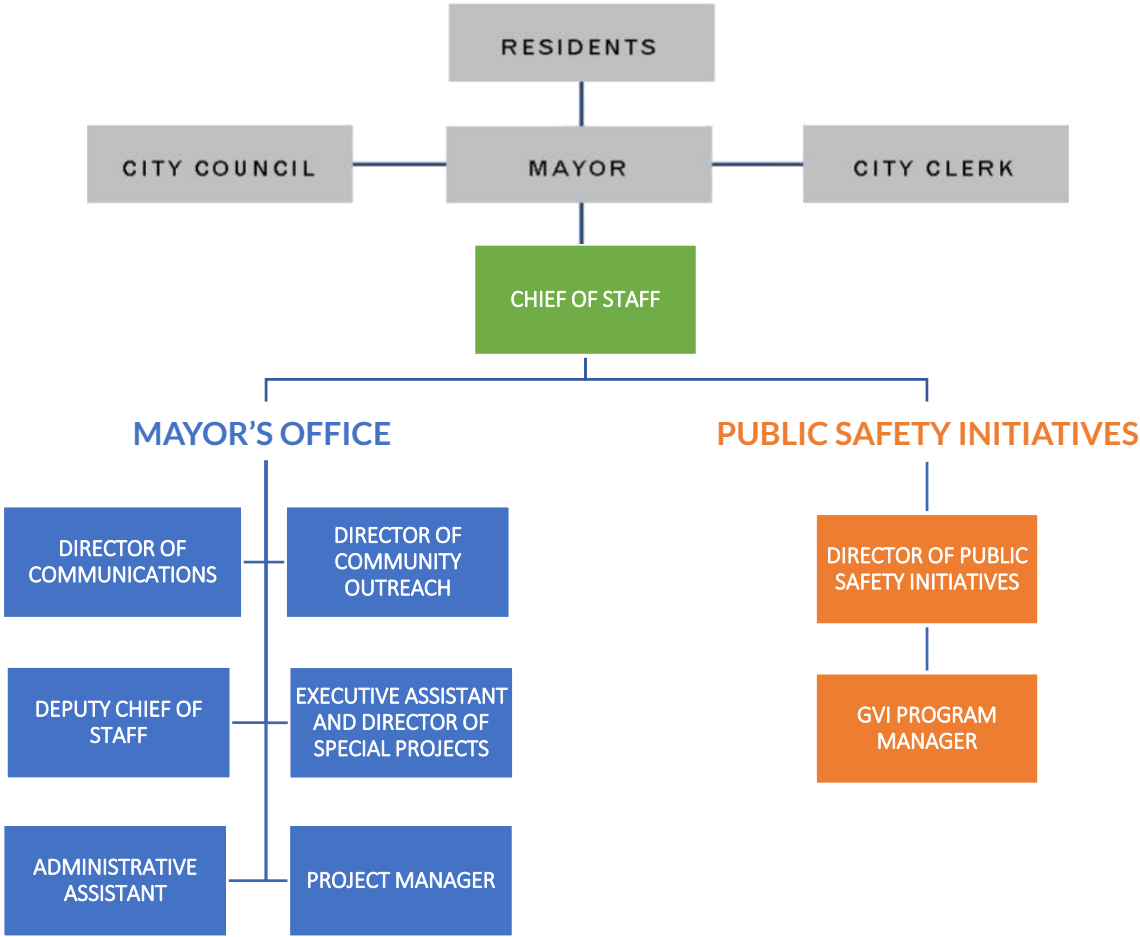 RESIDENTS
CITY COUNCIL
MAYOR
CITY CLERK
CHIEF OF STAFF
MAYOR’S OFFICE
PUBLIC SAFETY INITIATIVES
DIRECTOR OF
COMMUNICATIONS
DIRECTOR OF
COMMUNITY
OUTREACH
DIRECTOR OF PUBLIC
SAFETY INITIATIVES
DEPUTY CHIEF OF
STAFF
EXECUTIVE ASSISTANT
AND DIRECTOR OF
SPECIAL PROJECTS
GVI PROGRAM
MANAGER
ADMINISTRATIVE
ASSISTANT
PROJECT MANAGER